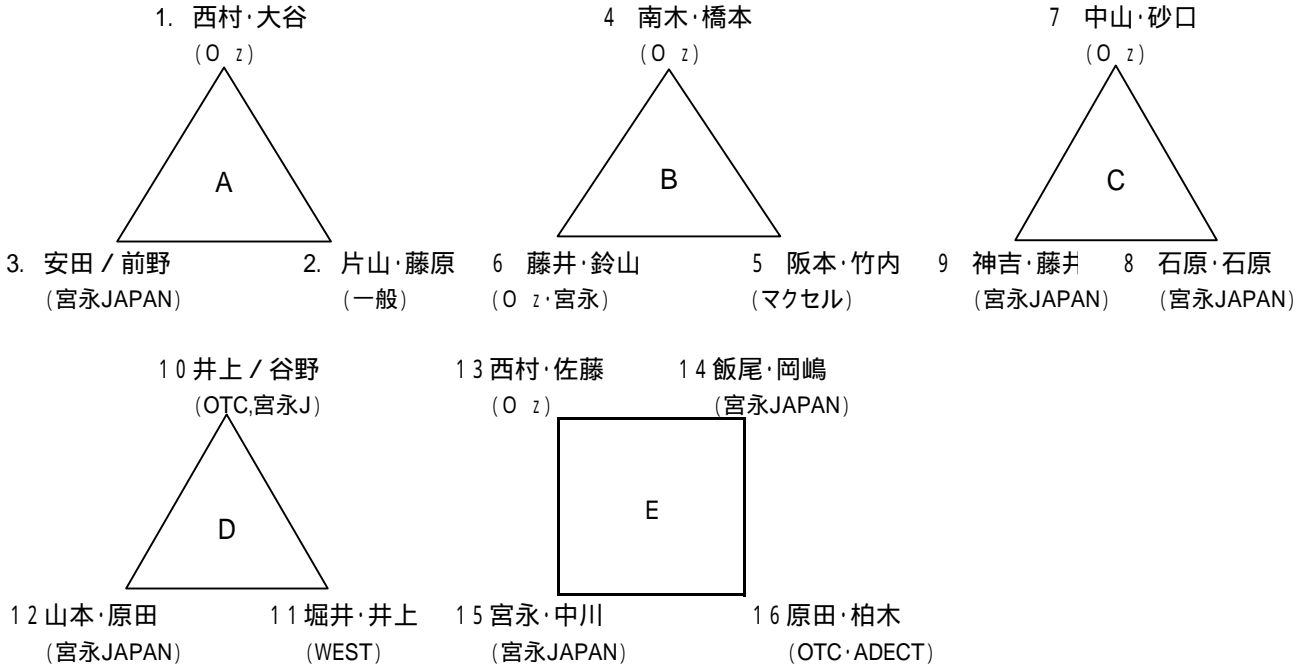 1. 西村・大谷
(O z)
4 南木・橋本
(O z)
7 中山・砂口
(O z)
A
B
C
3. 安田 / 前野
(宮永JAPAN)
2. 片山・藤原
(一般)
6 藤井・鈴山
(O z・宮永)
5 阪本・竹内
(マクセル)
9 神吉・藤井
(宮永JAPAN)
8 石原・石原
(宮永JAPAN)
10 井上 / 谷野
(OTC,宮永J)
13 西村・佐藤
(O z)
14 飯尾・岡嶋
(宮永JAPAN)
D
E
12 山本・原田
(宮永JAPAN)
11 堀井・井上
(WEST)
15 宮永・中川
(宮永JAPAN)
16 原田・柏木
(OTC・ADECT)